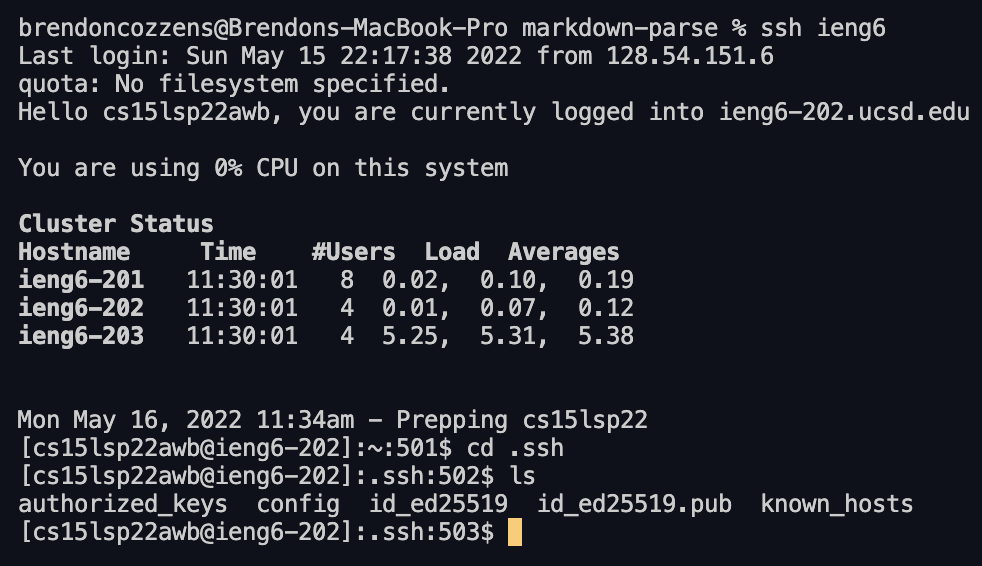 brendoncozzens@Brendons-MacBook-Pro markdown-parse % ssh ieng6
Last login: Sun May 15 22:17:38 2022 from 128.54.151.6
quota: No filesystem specified.
Hello cs15lsp22awb, you are currently logged into ieng6-202.ucsd.edu
You are using 0% CPU on this system
Cluster Status
Hostname     Time    #Users  Load  Averages
ieng6-201   11:30:01   8  0.02,  0.10,  0.19
ieng6-202   11:30:01   4  0.01,  0.07,  0.12
ieng6-203   11:30:01   4  5.25,  5.31,  5.38
Mon May 16, 2022 11:34am - Prepping cs15lsp22
[cs15lsp22awb@ieng6-202]:~:501$ cd .ssh
[cs15lsp22awb@ieng6-202]:.ssh:502$ ls
authorized_keys  config  id_ed25519  id_ed25519.pub  known_hosts
[cs15lsp22awb@ieng6-202]:.ssh:503$